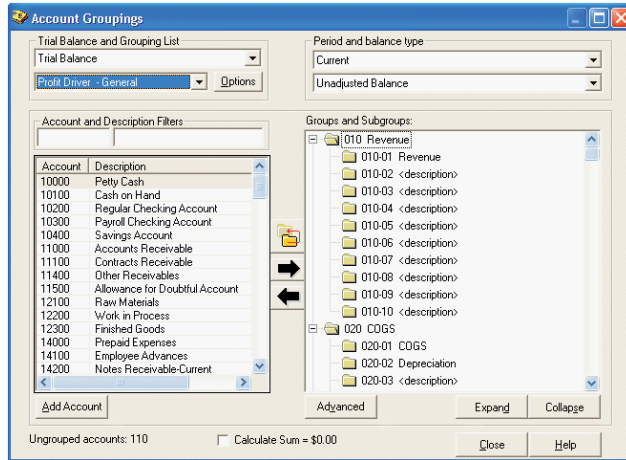 Account Groupings
Trial Balance and Grouping List
Trial Balance
Profit Driver - General
Options
Period and balance type
Current
Unadjusted Balance
Account and Description Filters
Account Description
10000 Petty Cash
10100 Cash on Hand
10200 Regular Checking Account
10300 Payroll Checking Account
10400 Savings Account
11000 Accounts Receivable
11100 Contracts Receivable
11400 Other Receivables
11500 Allowance for Doubtful Account
12100 Raw Materials
12200 Work in Process
12300 Finished Goods
14000 Prepaid Expenses
14100 Employee Advances
14200 Notes Receivable-Current
Add Account
Groups and Subgroups:
010 Revenue
010-01 Revenue
010-02 <description>
010-03 <description>
010-04 <description>
010-05 <description>
010-06 <description>
010-07 <description>
010-08 <description>
010-09 <description>
010-10 <description>
020 COGS
020-01 COGS
020-02 Depreciation
020-03 <description>
Advanced
Expand
Collapse
Ungrouped accounts: 110
Calculate Sum = $0.00
Close
Help